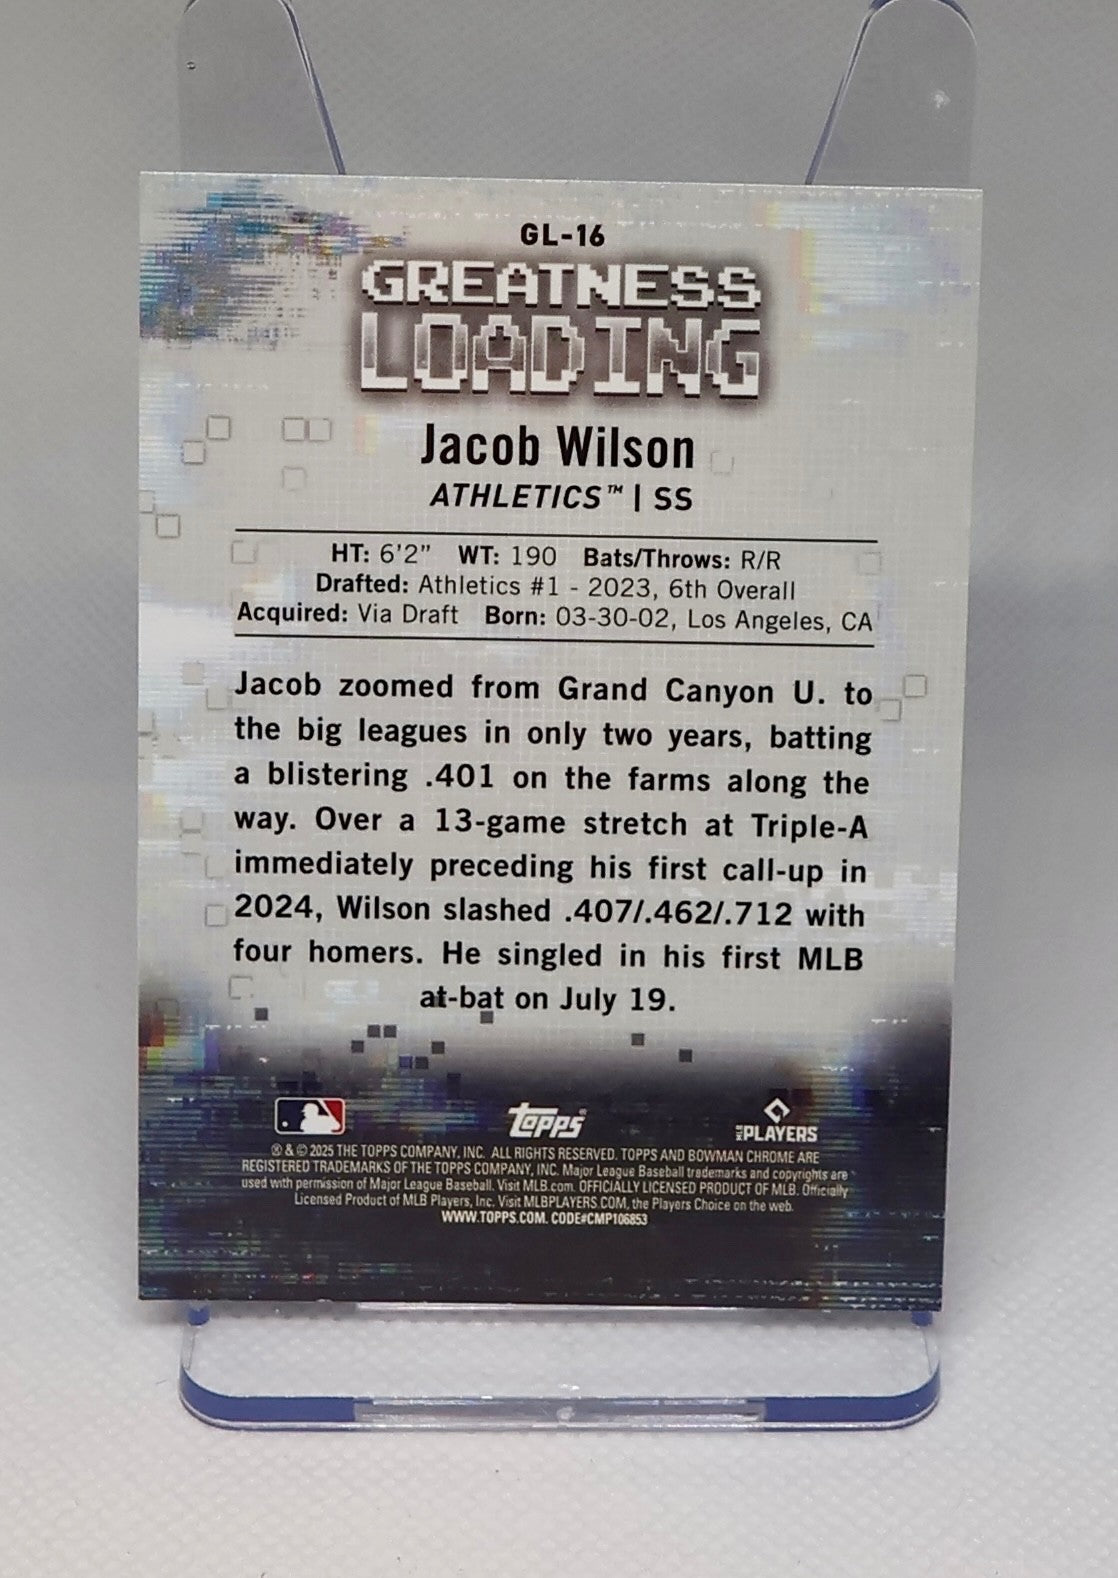 GL-16
GREATNESS
LOADING
Jacob Wilson
ATHLETICS™ | SS
HT: 6'2" WT: 190 Bats/Throws: R/R
Drafted: Athletics #1 - 2023, 6th Overall
Acquired: Via Draft Born: 03-30-02, Los Angeles, CA
Jacob zoomed from Grand Canyon U. to
the big leagues in only two years, batting
a blistering .401 on the farms along the
way. Over a 13-game stretch at Triple-A
immediately preceding his first call-up in
2024, Wilson slashed .407/.462/.712 with
four homers. He singled in his first MLB
at-bat on July 19.
topps®
MLB PLAYERS
® & © 2025 THE TOPPS COMPANY, INC. ALL RIGHTS RESERVED. TOPPS AND BOWMAN CHROME ARE
REGISTERED TRADEMARKS OF THE TOPPS COMPANY, INC. Major League Baseball trademarks and copyrights are
used with permission of Major League Baseball. Visit MLB.com. OFFICIALLY LICENSED PRODUCT OF MLB. Officially
Licensed Product of MLB Players, Inc. Visit MLBPLAYERS.COM, the Players Choice on the web.
WWW.TOPPS.COM. CODE#CMP106853